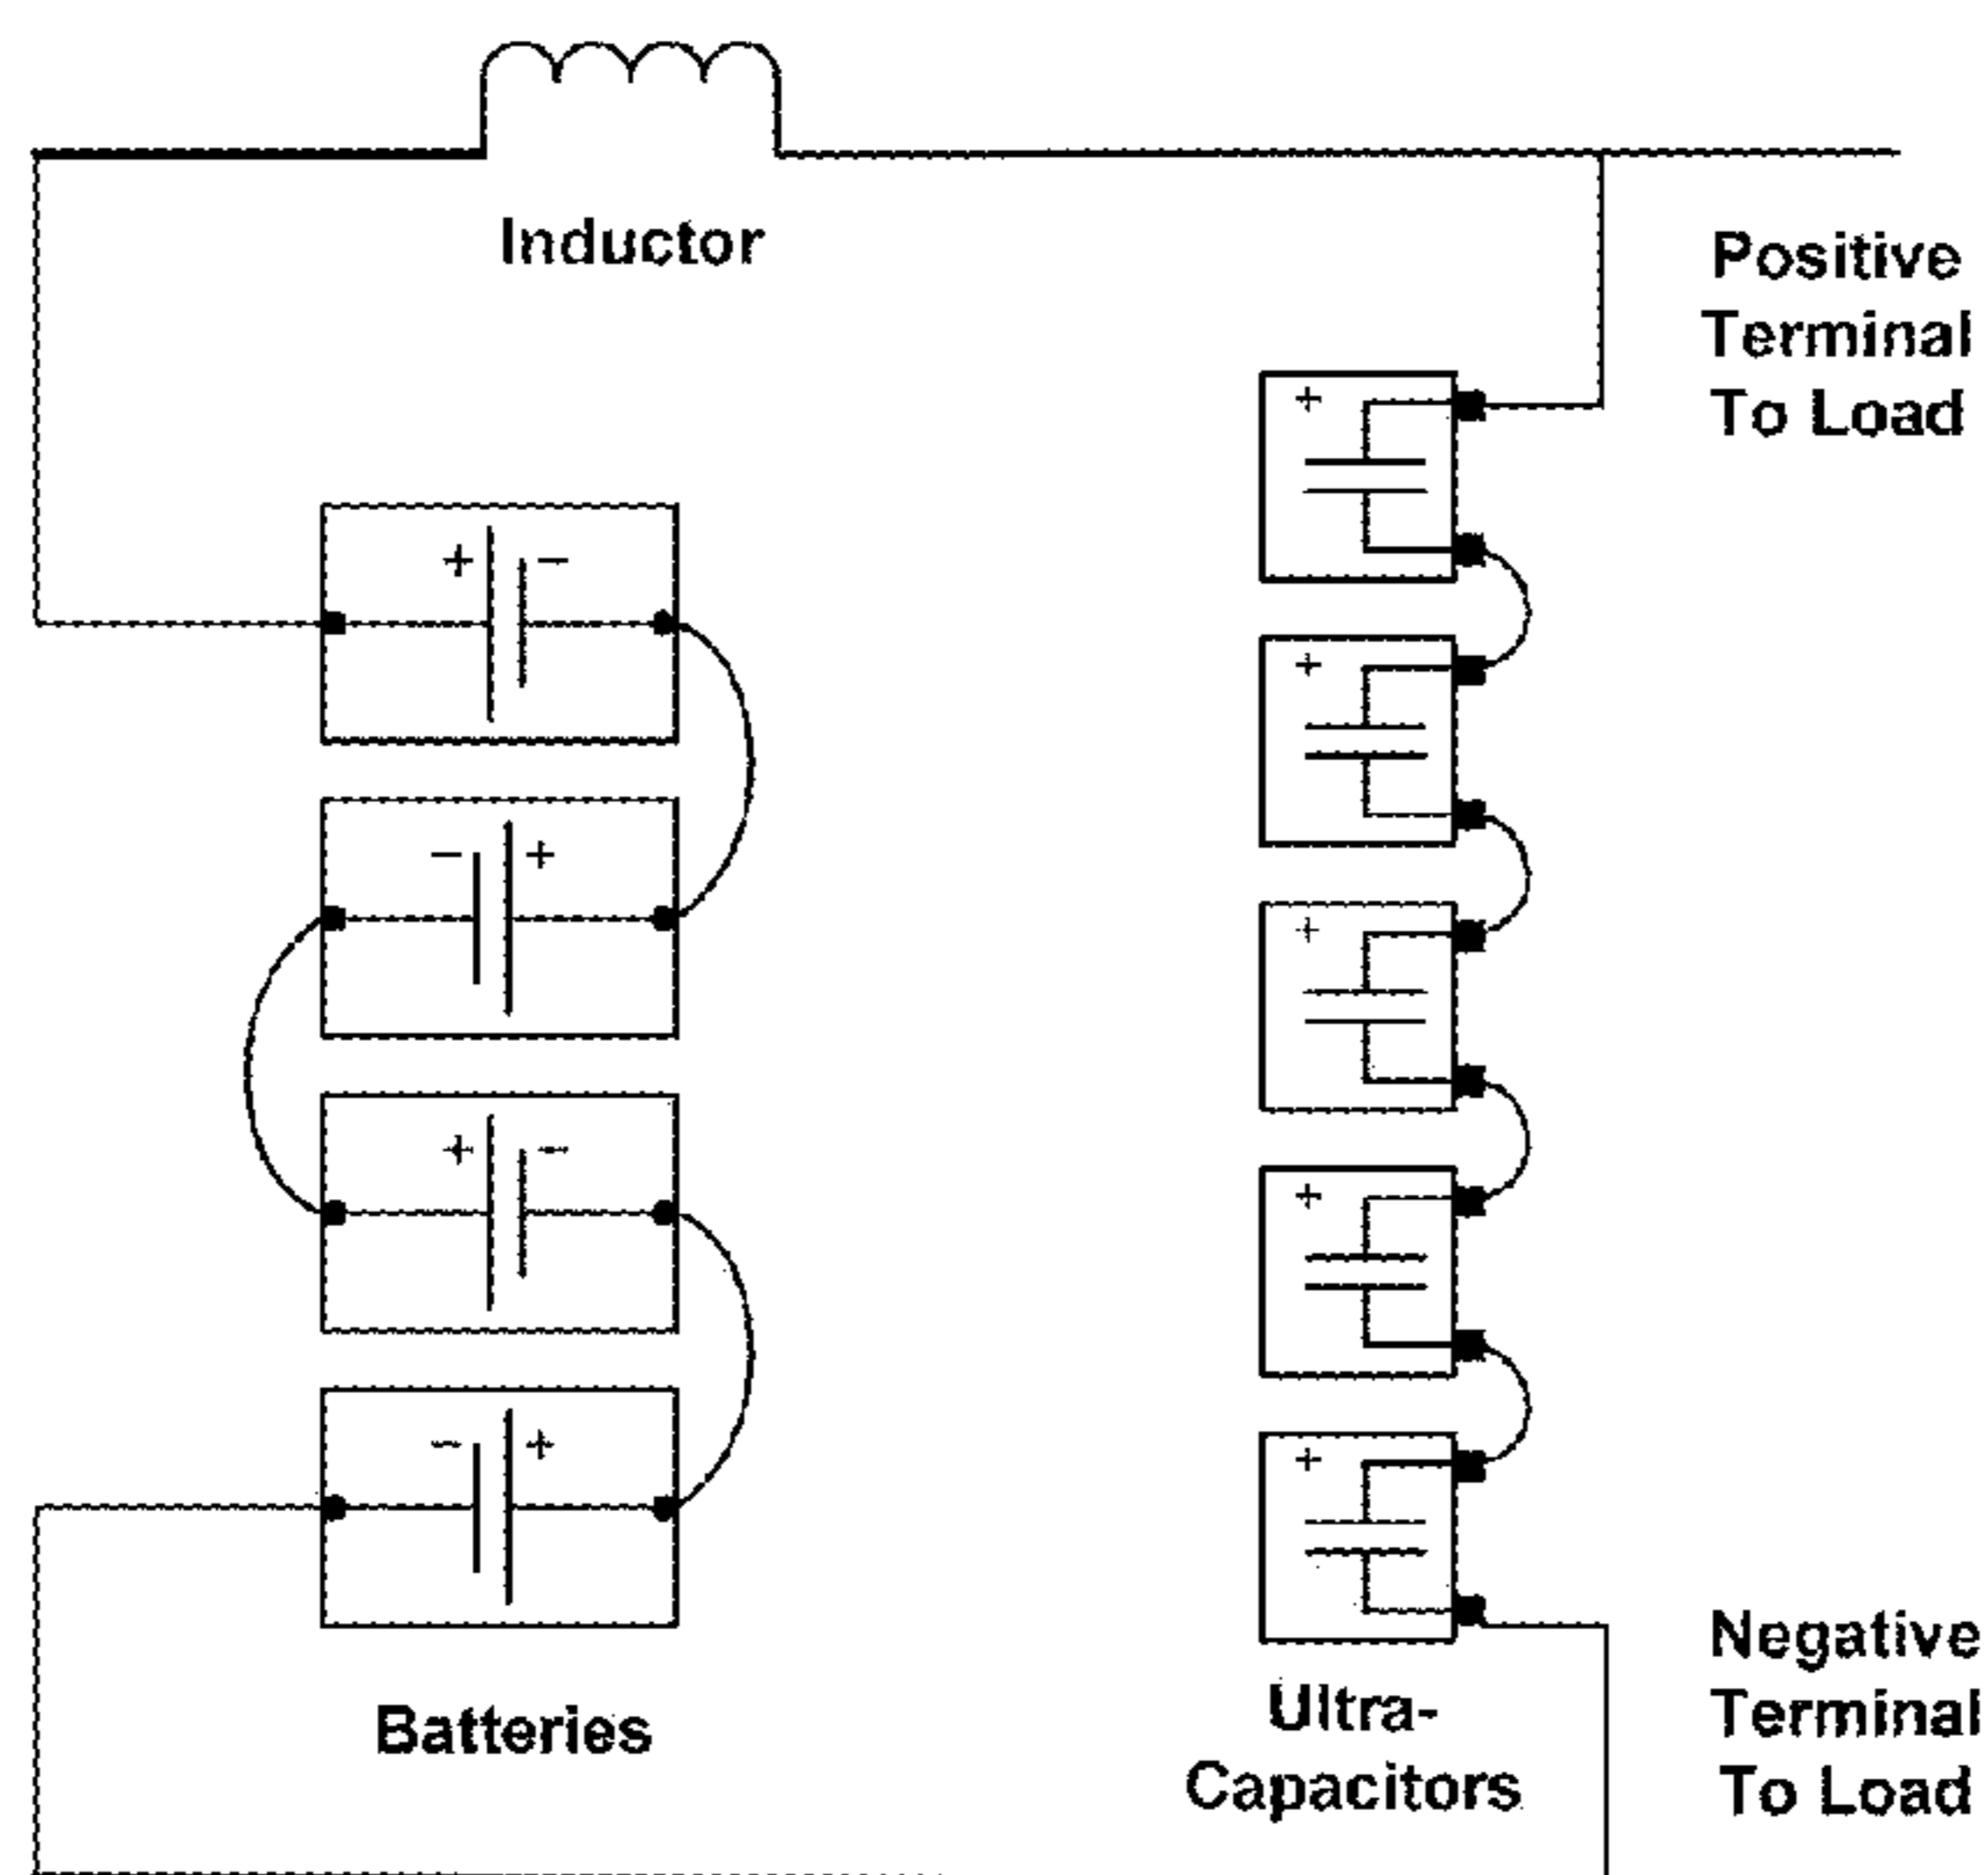 Inductor
Positive
Terminal
To Load
+ −
− +
+ −
− +
+
+
+
+
+
Batteries
Ultra-
Capacitors
Negative
Terminal
To Load